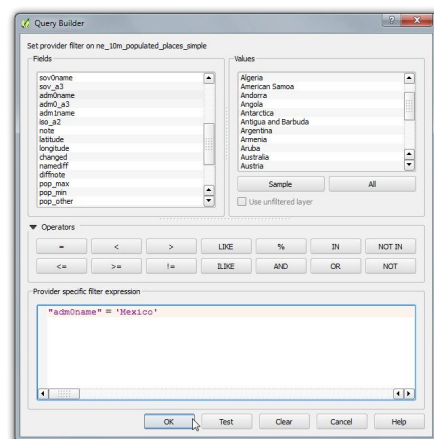 Query Builder
Set provider filter on ne_10m_populated_places_simple
Fields
sov0name
sov_a3
adm0name
adm0_a3
adm1name
iso_a2
note
latitude
longitude
changed
namediff
diffnote
pop_max
pop_min
pop_other
Values
Algeria
American Samoa
Andorra
Angola
Antarctica
Antigua and Barbuda
Argentina
Armenia
Aruba
Australia
Austria
Sample All
Use unfiltered layer
Operators
= < > LIKE % IN NOT IN
<= >= != ILIKE AND OR NOT
Provider specific filter expression
"adm0name" = 'Mexico'
OK Test Clear Cancel Help